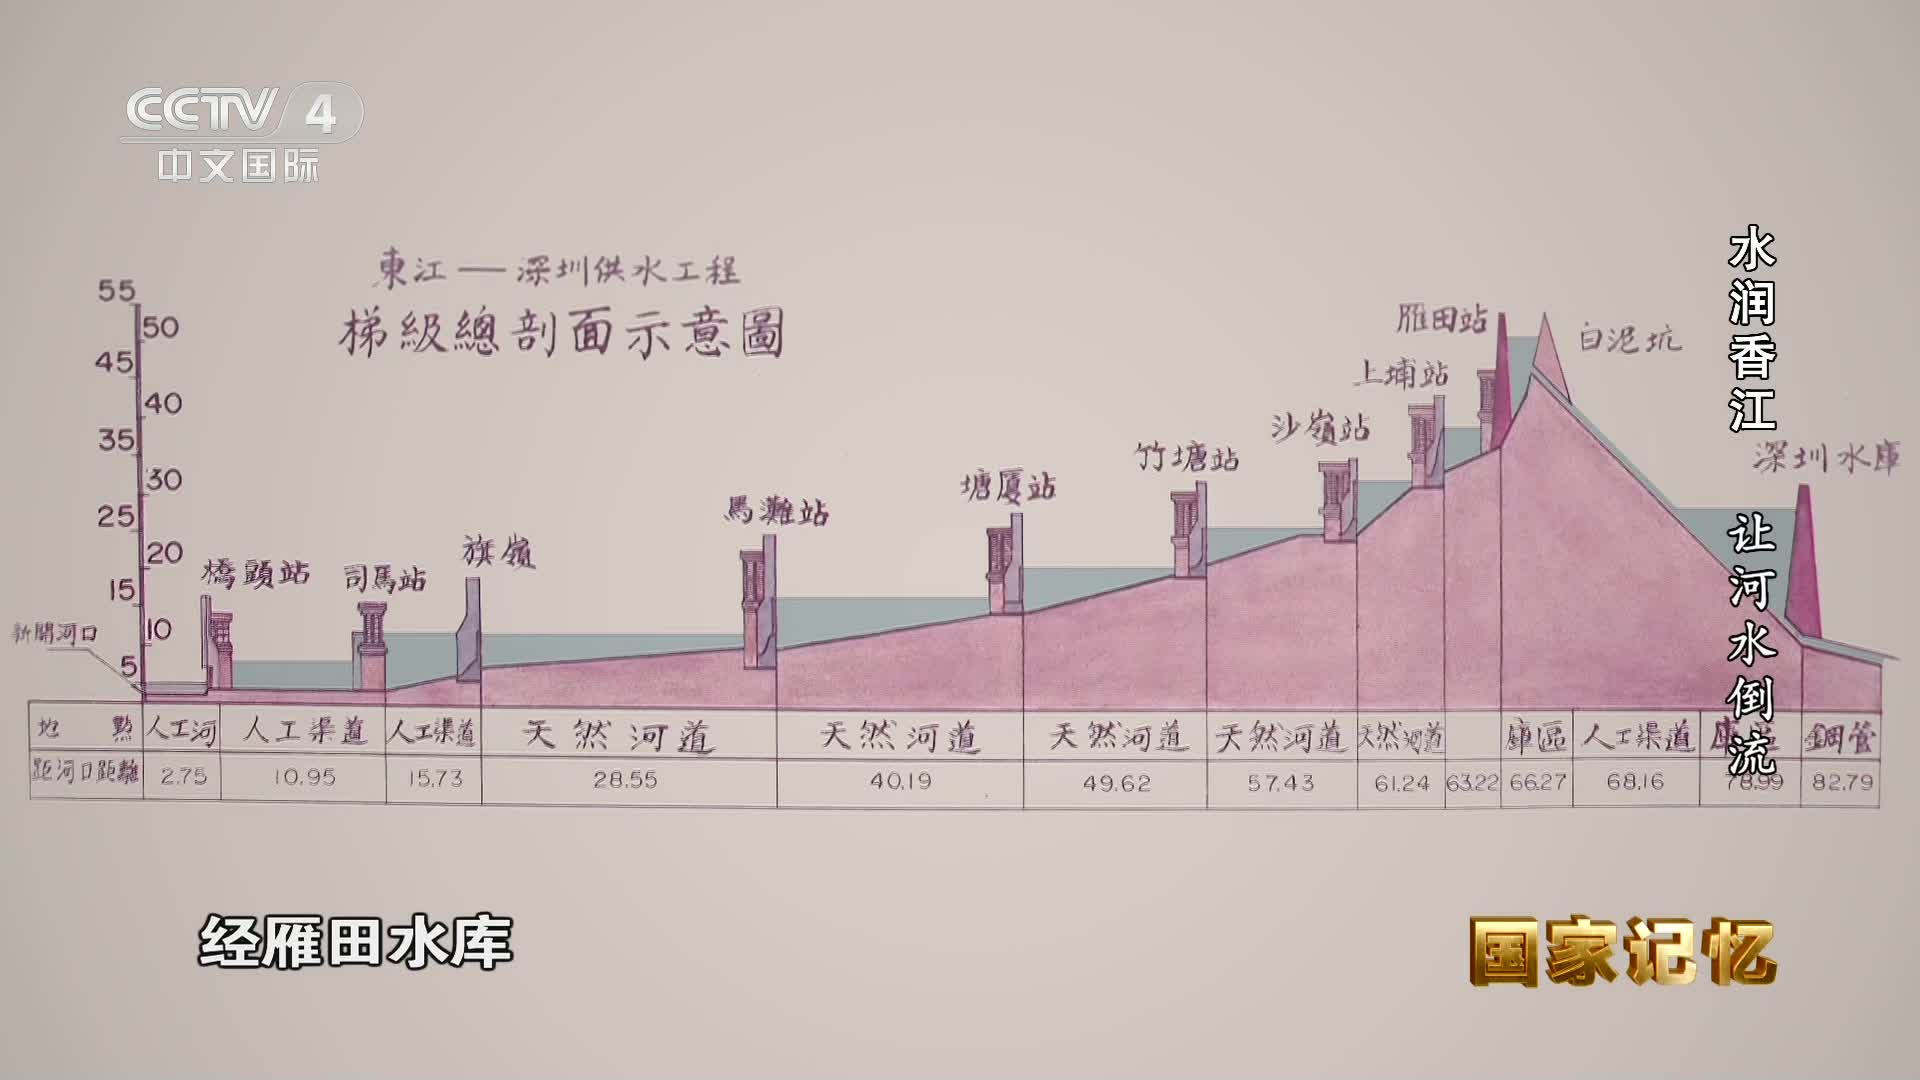 CCTV 4
中文国际
水润香江 让河水倒流
東江——深圳供水工程
梯級總剖面示意圖
55
50
45
40
35
30
25
20
15
10
5
新開河口
橋頭站
司馬站
旗嶺
馬灘站
塘厦站
竹塘站
沙嶺站
上埔站
雁田站
白泥坑
深圳水庫
地點 人工河 人工渠道 人工渠道 天然河道 天然河道 天然河道 天然河道 天然河道 庫區 人工渠道 庫區 鋼管
距河口距離 2.75 10.95 15.73 28.55 40.19 49.62 57.43 61.24 63.22 66.27 68.16 78.99 82.79
经雁田水库
国家记忆